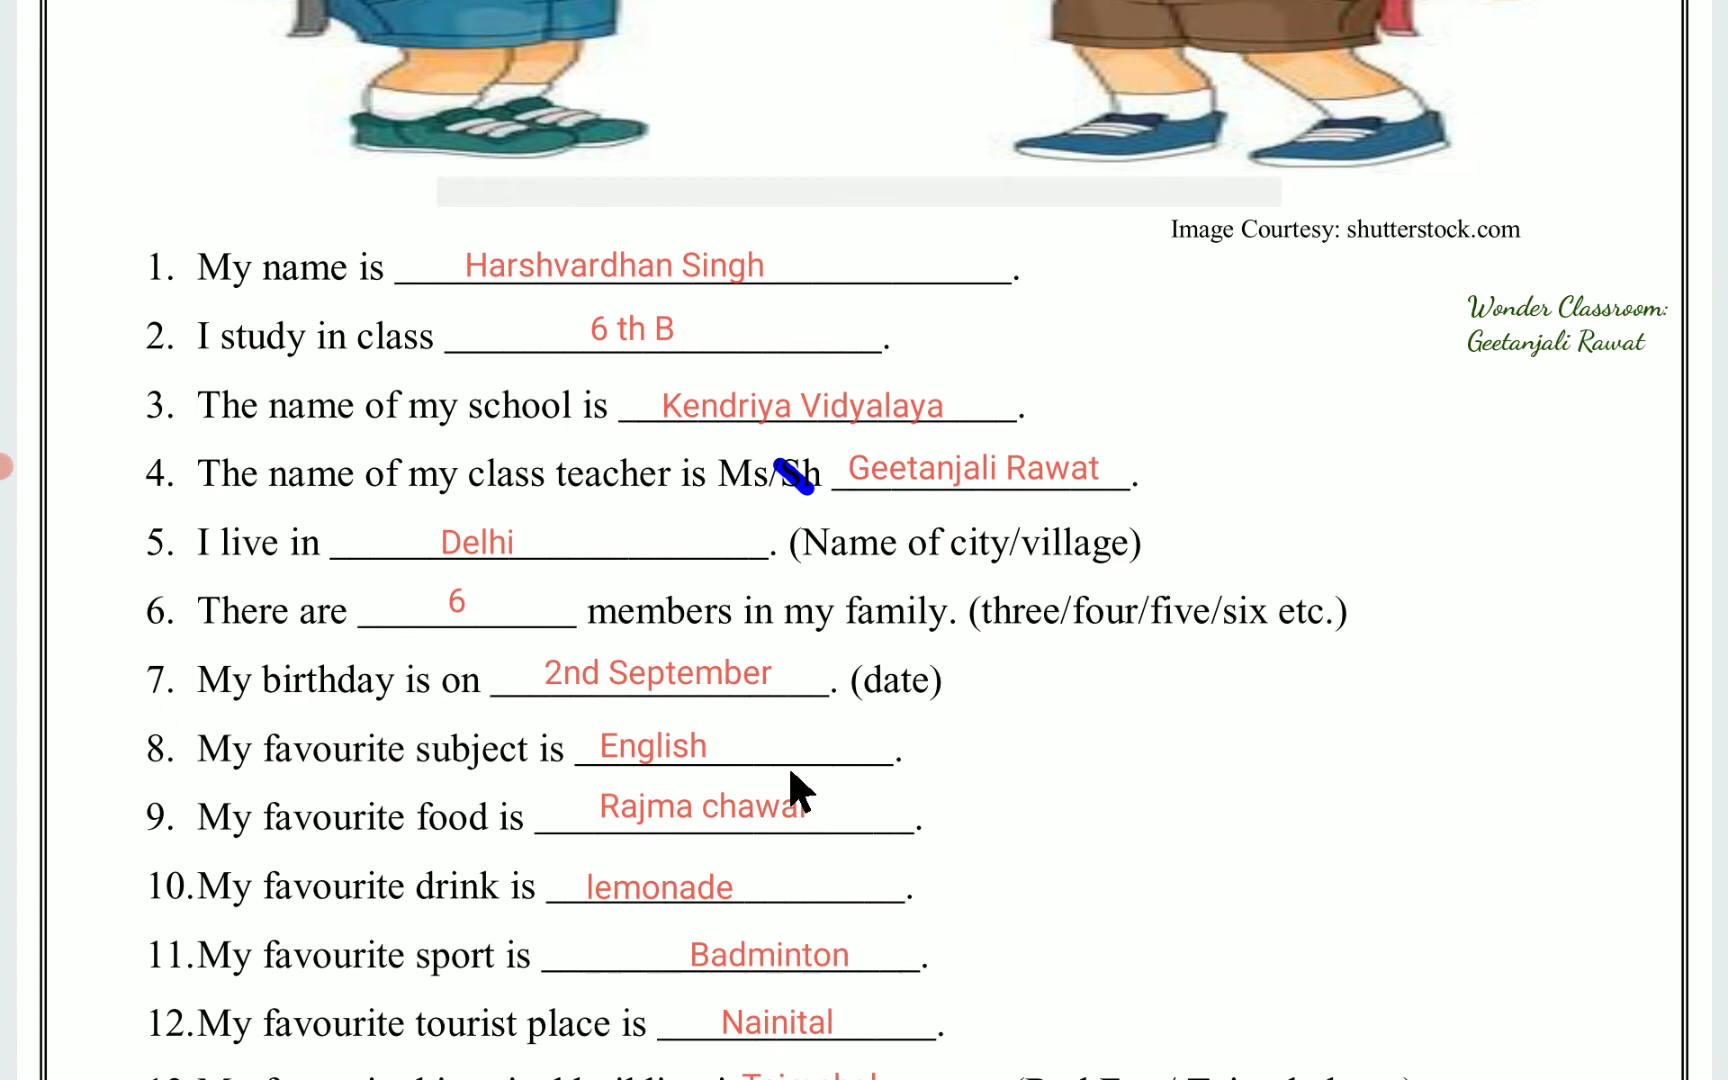 Image Courtesy: shutterstock.com
1. My name is Harshvardhan Singh.
Wonder Classroom:
Geetanjali Rawat
2. I study in class 6 th B.
3. The name of my school is Kendriya Vidyalaya.
4. The name of my class teacher is Ms/Sh Geetanjali Rawat.
5. I live in Delhi. (Name of city/village)
6. There are 6 members in my family. (three/four/five/six etc.)
7. My birthday is on 2nd September. (date)
8. My favourite subject is English.
9. My favourite food is Rajma chawal.
10.My favourite drink is lemonade.
11.My favourite sport is Badminton.
12.My favourite tourist place is Nainital.